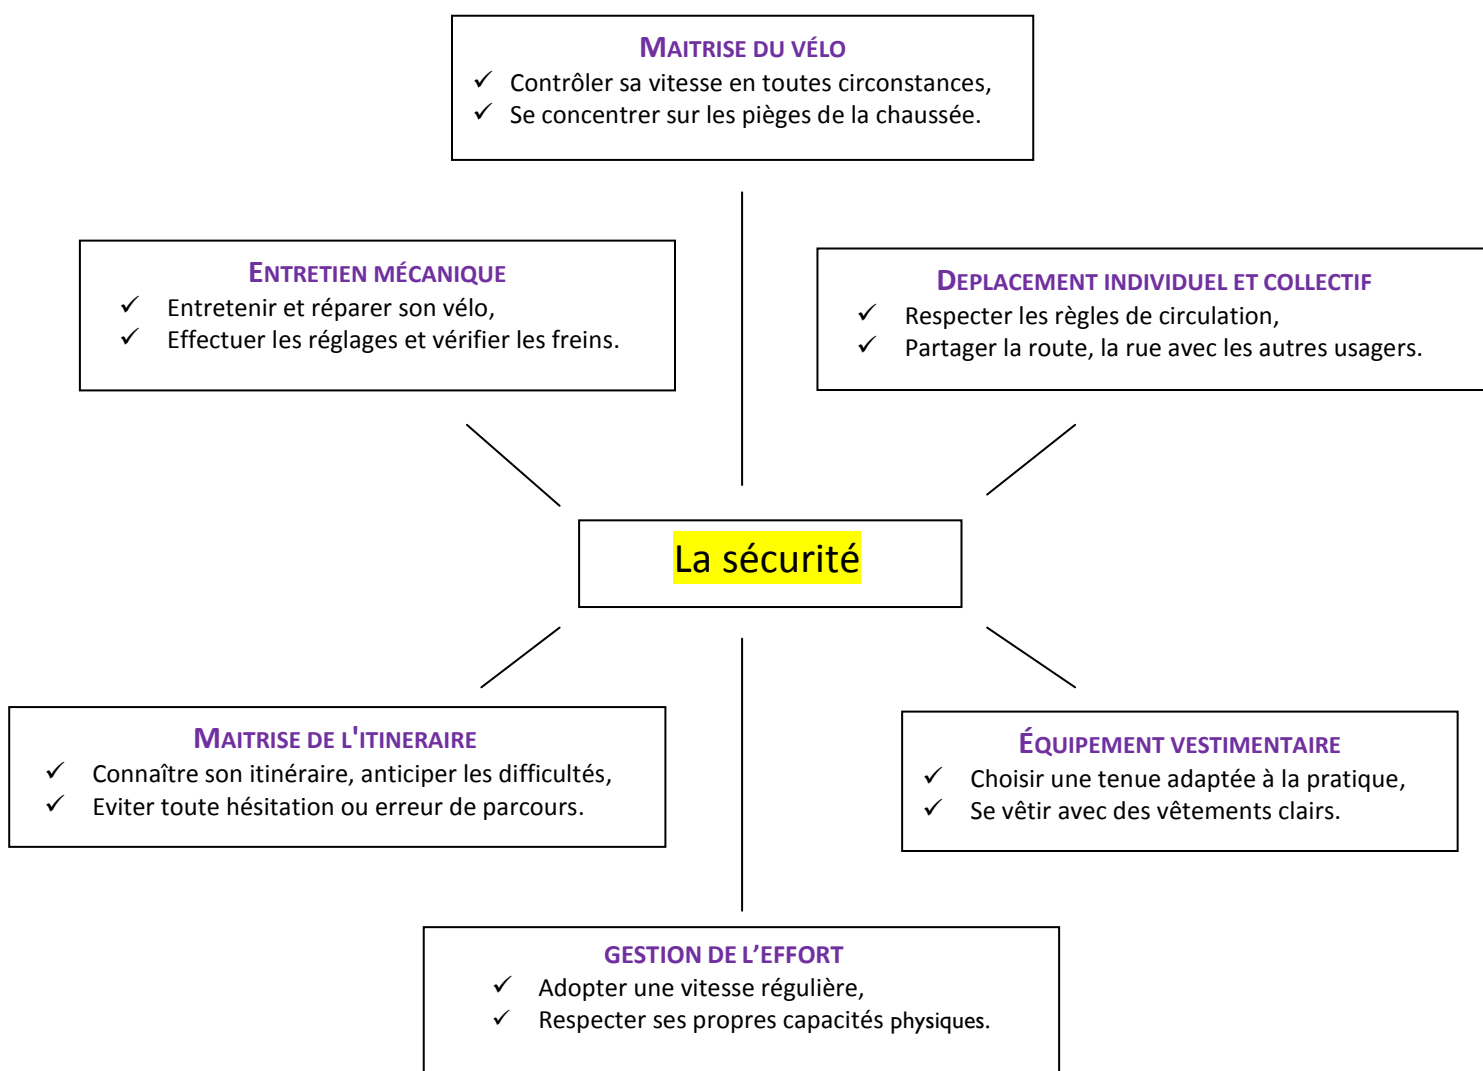 MAITRISE DU VÉLO
✓ Contrôler sa vitesse en toutes circonstances,
✓ Se concentrer sur les pièges de la chaussée.
ENTRETIEN MÉCANIQUE
✓ Entretenir et réparer son vélo,
✓ Effectuer les réglages et vérifier les freins.
DEPLACEMENT INDIVIDUEL ET COLLECTIF
✓ Respecter les règles de circulation,
✓ Partager la route, la rue avec les autres usagers.
La sécurité
MAITRISE DE L'ITINERAIRE
✓ Connaître son itinéraire, anticiper les difficultés,
✓ Eviter toute hésitation ou erreur de parcours.
ÉQUIPEMENT VESTIMENTAIRE
✓ Choisir une tenue adaptée à la pratique,
✓ Se vêtir avec des vêtements clairs.
GESTION DE L’EFFORT
✓ Adopter une vitesse régulière,
✓ Respecter ses propres capacités physiques.